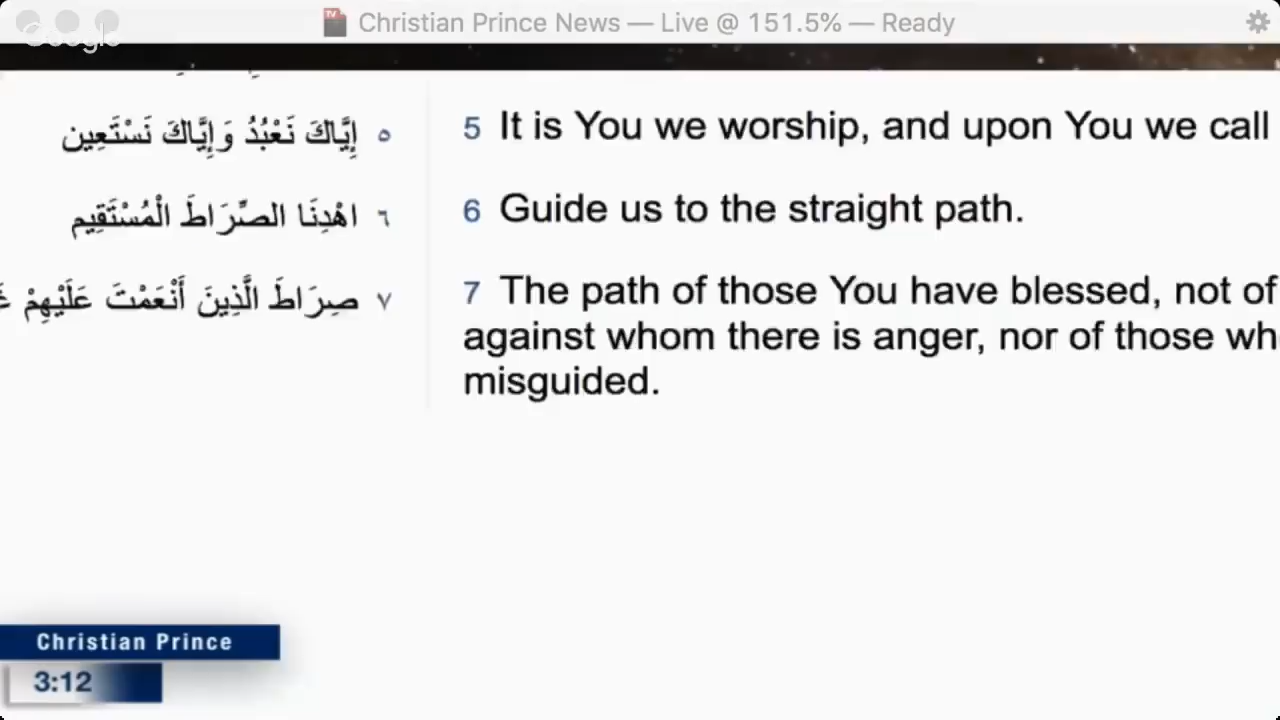 Christian Prince News — Live @ 151.5% — Ready
Google
إِيَّاكَ نَعْبُدُ وَإِيَّاكَ نَسْتَعِين ٥
5 It is You we worship, and upon You we call
اهْدِنَا الصِّرَاطَ الْمُسْتَقِيم ٦
6 Guide us to the straight path.
صِرَاطَ الَّذِينَ أَنْعَمْتَ عَلَيْهِمْ ٧
7 The path of those You have blessed, not of
against whom there is anger, nor of those
misguided.
Christian Prince
3:12